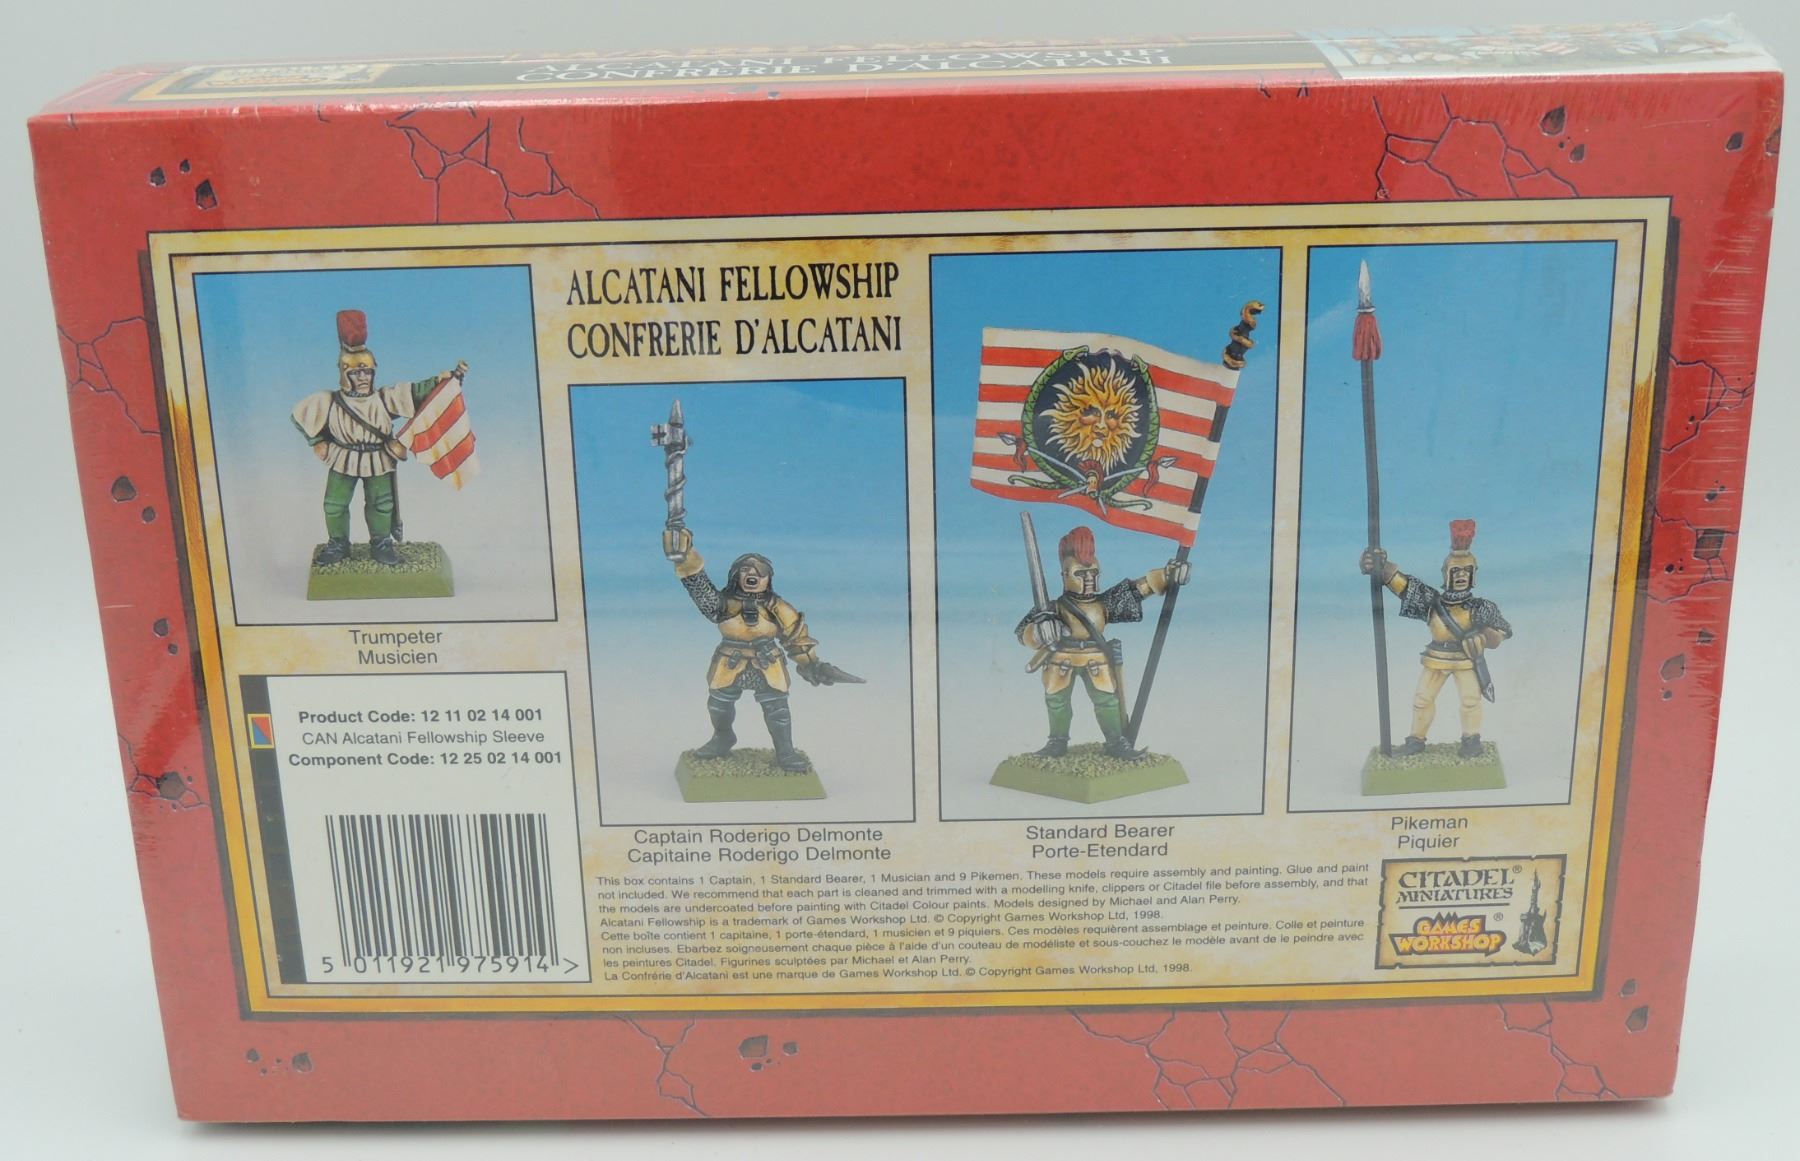 ALCATANI FELLOWSHIP
CONFRERIE D'ALCATANI
ALCATANI FELLOWSHIP
CONFRERIE D'ALCATANI
Trumpeter
Musicien
Product Code: 12 11 02 14 001
CAN Alcatani Fellowship Sleeve
Component Code: 12 25 02 14 001
5 011921 975914 >
Captain Roderigo Delmonte
Capitaine Roderigo Delmonte
Standard Bearer
Porte-Etendard
Pikeman
Piquier
This box contains 1 Captain, 1 Standard Bearer, 1 Musician and 9 Pikemen. These models require assembly and painting. Glue and paint
not included. We recommend that each part is cleaned and trimmed with a modelling knife, clippers or Citadel file before assembly, and that
the models are undercoated before painting with Citadel Colour paints. Models designed by Michael and Alan Perry.
Alcatani Fellowship is a trademark of Games Workshop Ltd. © Copyright Games Workshop Ltd, 1998.
Cette boîte contient 1 capitaine, 1 porte-étendard, 1 musicien et 9 piquiers. Ces modèles requièrent assemblage et peinture. Colle et peinture
non incluses. Ebarbez soigneusement chaque pièce à l'aide d'un couteau de modéliste et sous-couchez le modèle avant de le peindre avec
les peintures Citadel. Figurines sculptées par Michael et Alan Perry.
La Confrérie d'Alcatani est une marque de Games Workshop Ltd. © Copyright Games Workshop Ltd, 1998.
CITADEL®
MINIATURES
GAMES ®
WORKSHOP